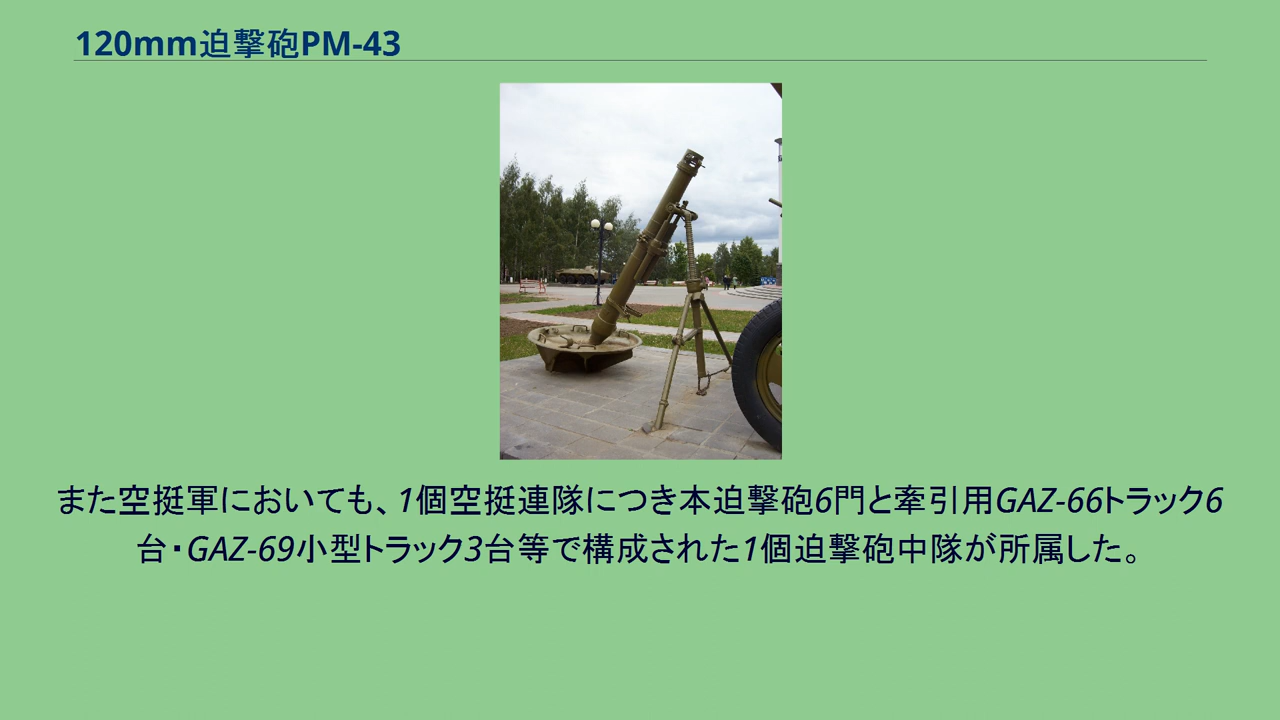 120mm迫撃砲PM-43
また空挺軍においても、1個空挺連隊につき本迫撃砲6門と牽引用GAZ-66トラック6
台・GAZ-69小型トラック3台等で構成された1個迫撃砲中隊が所属した。